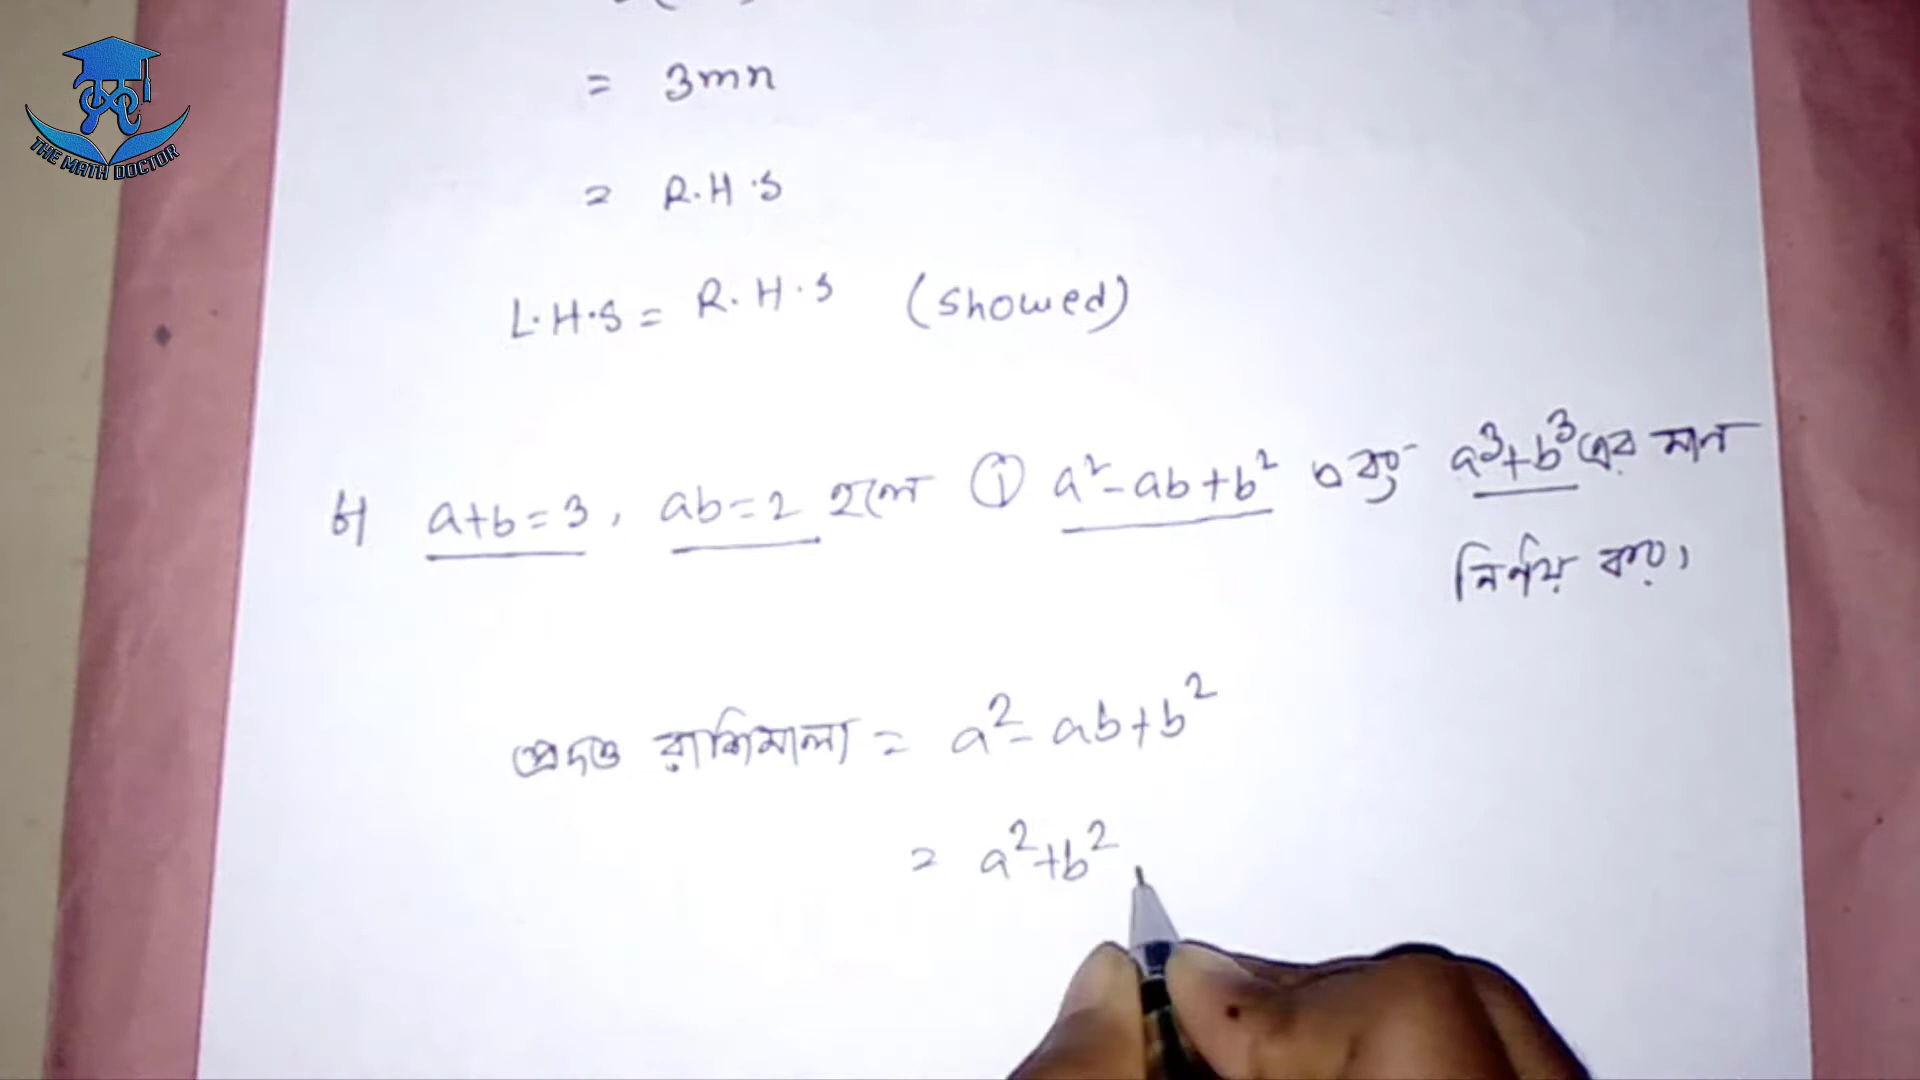 THE MATH DOCTOR
= 3mn
= R.H.S
L.H.S = R.H.S (Showed)
৮। a+b=3, ab=2 হলে ⓘ a²-ab+b² এবং a³+b³ এর মান
নির্ণয় কর।
প্রদত্ত রাশিমালা = a²-ab+b²
= a²+b²